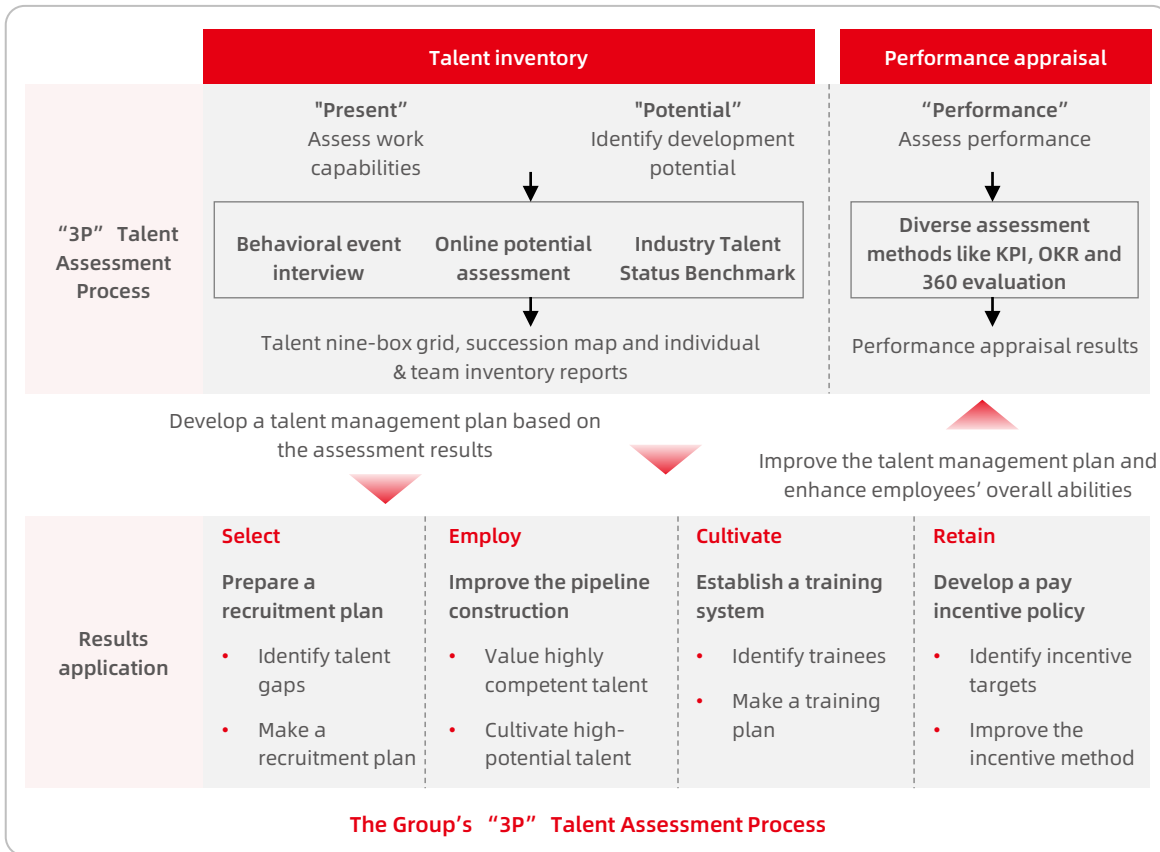 Talent inventory
Performance appraisal
“3P” Talent
Assessment
Process
"Present”
Assess work
capabilities
"Potential”
Identify development
potential
Behavioral event
interview
Online potential
assessment
Industry Talent
Status Benchmark
Talent nine-box grid, succession map and individual
& team inventory reports
“Performance”
Assess performance
Diverse assessment
methods like KPI, OKR and
360 evaluation
Performance appraisal results
Develop a talent management plan based on
the assessment results
Improve the talent management plan and
enhance employees’ overall abilities
Results
application
Select
Prepare a
recruitment plan
• Identify talent
gaps
• Make a
recruitment plan
Employ
Improve the pipeline
construction
• Value highly
competent talent
• Cultivate high-
potential talent
Cultivate
Establish a training
system
• Identify trainees
• Make a training
plan
Retain
Develop a pay
incentive policy
• Identify incentive
targets
• Improve the
incentive method
The Group’s “3P” Talent Assessment Process